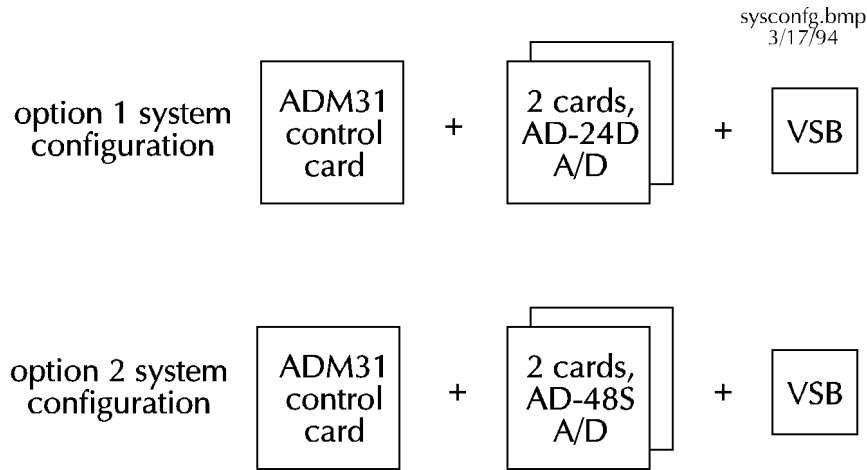 sysconfg.bmp
3/17/94
option 1 system
configuration
ADM31
control
card
+
2 cards,
AD-24D
A/D
+
VSB
option 2 system
configuration
ADM31
control
card
+
2 cards,
AD-48S
A/D
+
VSB